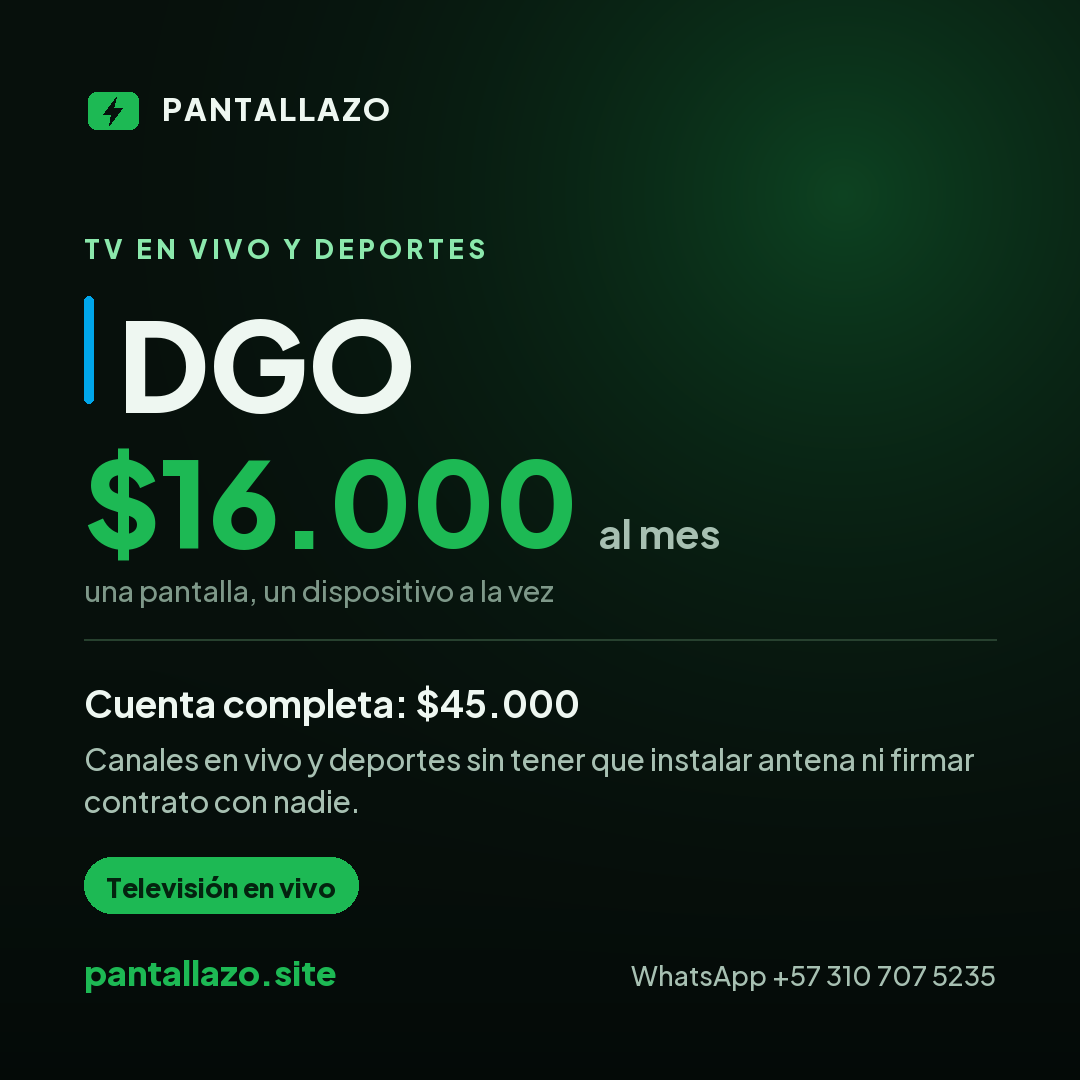 PANTALLAZO
TV EN VIVO Y DEPORTES
DGO
$16.000 al mes
una pantalla, un dispositivo a la vez
Cuenta completa: $45.000
Canales en vivo y deportes sin tener que instalar antena ni firmar
contrato con nadie.
Televisión en vivo
pantallazo.site
WhatsApp +57 310 707 5235